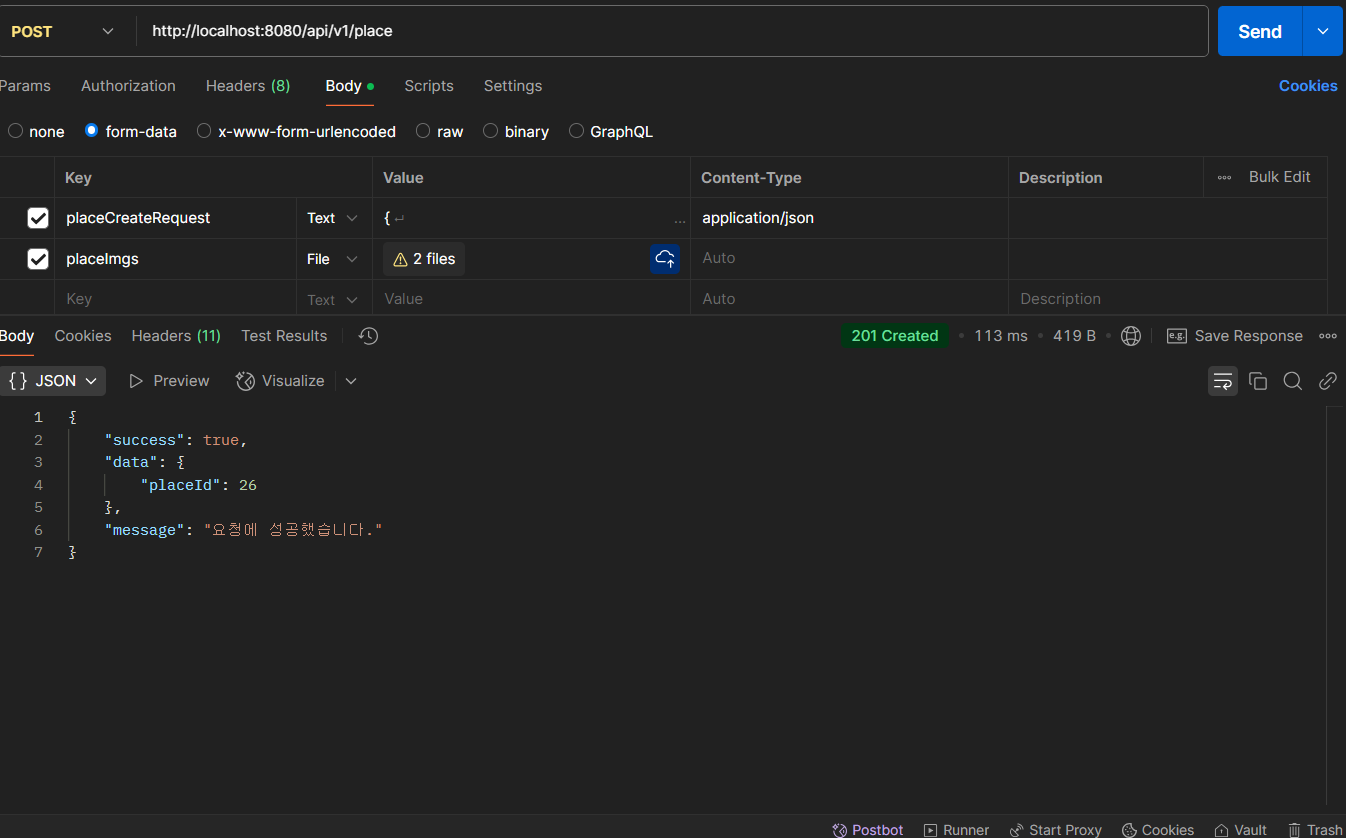 POST http://localhost:8080/api/v1/place Send
Params Authorization Headers (8) Body Scripts Settings Cookies
none form-data x-www-form-urlencoded raw binary GraphQL
Key Value Content-Type Description Bulk Edit
placeCreateRequest Text { ↵ ... application/json
placeImgs File 2 files Auto
Key Text Value Auto Description
Body Cookies Headers (11) Test Results 201 Created • 113 ms • 419 B • e.g. Save Response
{} JSON Preview Visualize
1 {
2 "success": true,
3 "data": {
4 "placeId": 26
5 },
6 "message": "요청에 성공했습니다."
7 }
Postbot Runner Start Proxy Cookies Vault Trash